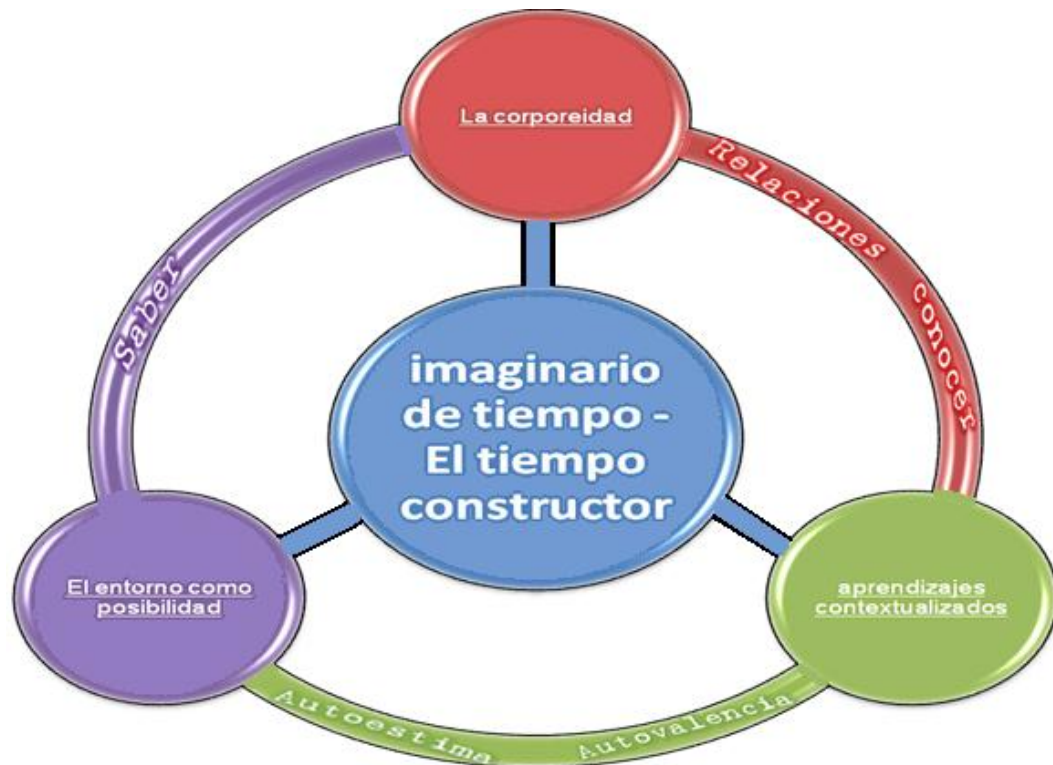 La corporeidad
Relaciones conocer
Saber
imaginario
de tiempo -
El tiempo
constructor
El entorno como
posibilidad
aprendizajes
contextualizados
Autoestima Autovalencia